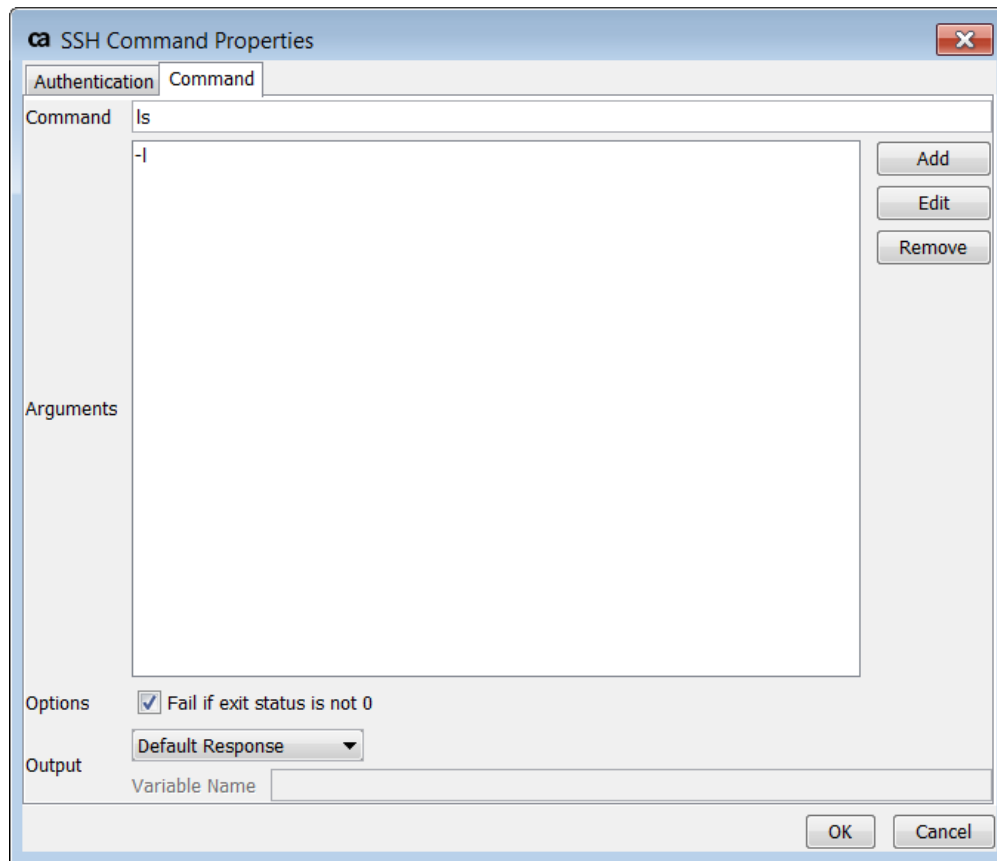 ca SSH Command Properties
Authentication Command
Command ls
-l
Add
Edit
Remove
Arguments
Options Fail if exit status is not 0
Default Response
Output
Variable Name
OK Cancel